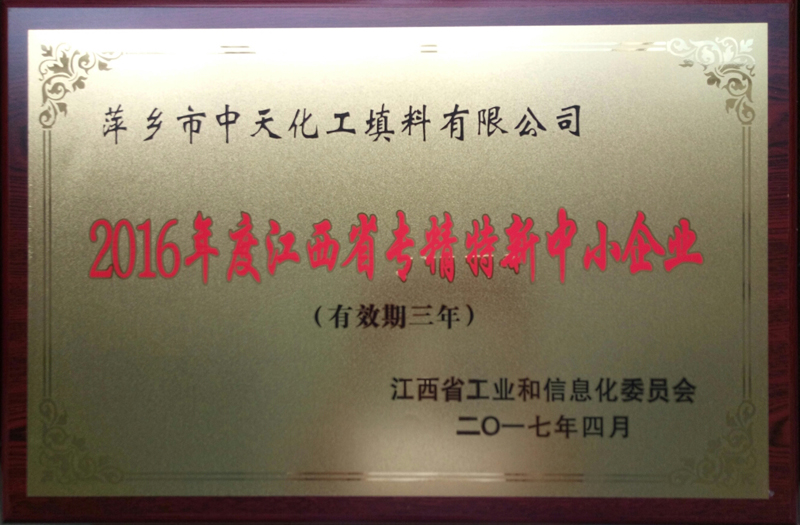 萍乡市中天化工填料有限公司
2016年度江西省专精特新中小企业
（有效期三年）
江西省工业和信息化委员会
二〇一七年四月